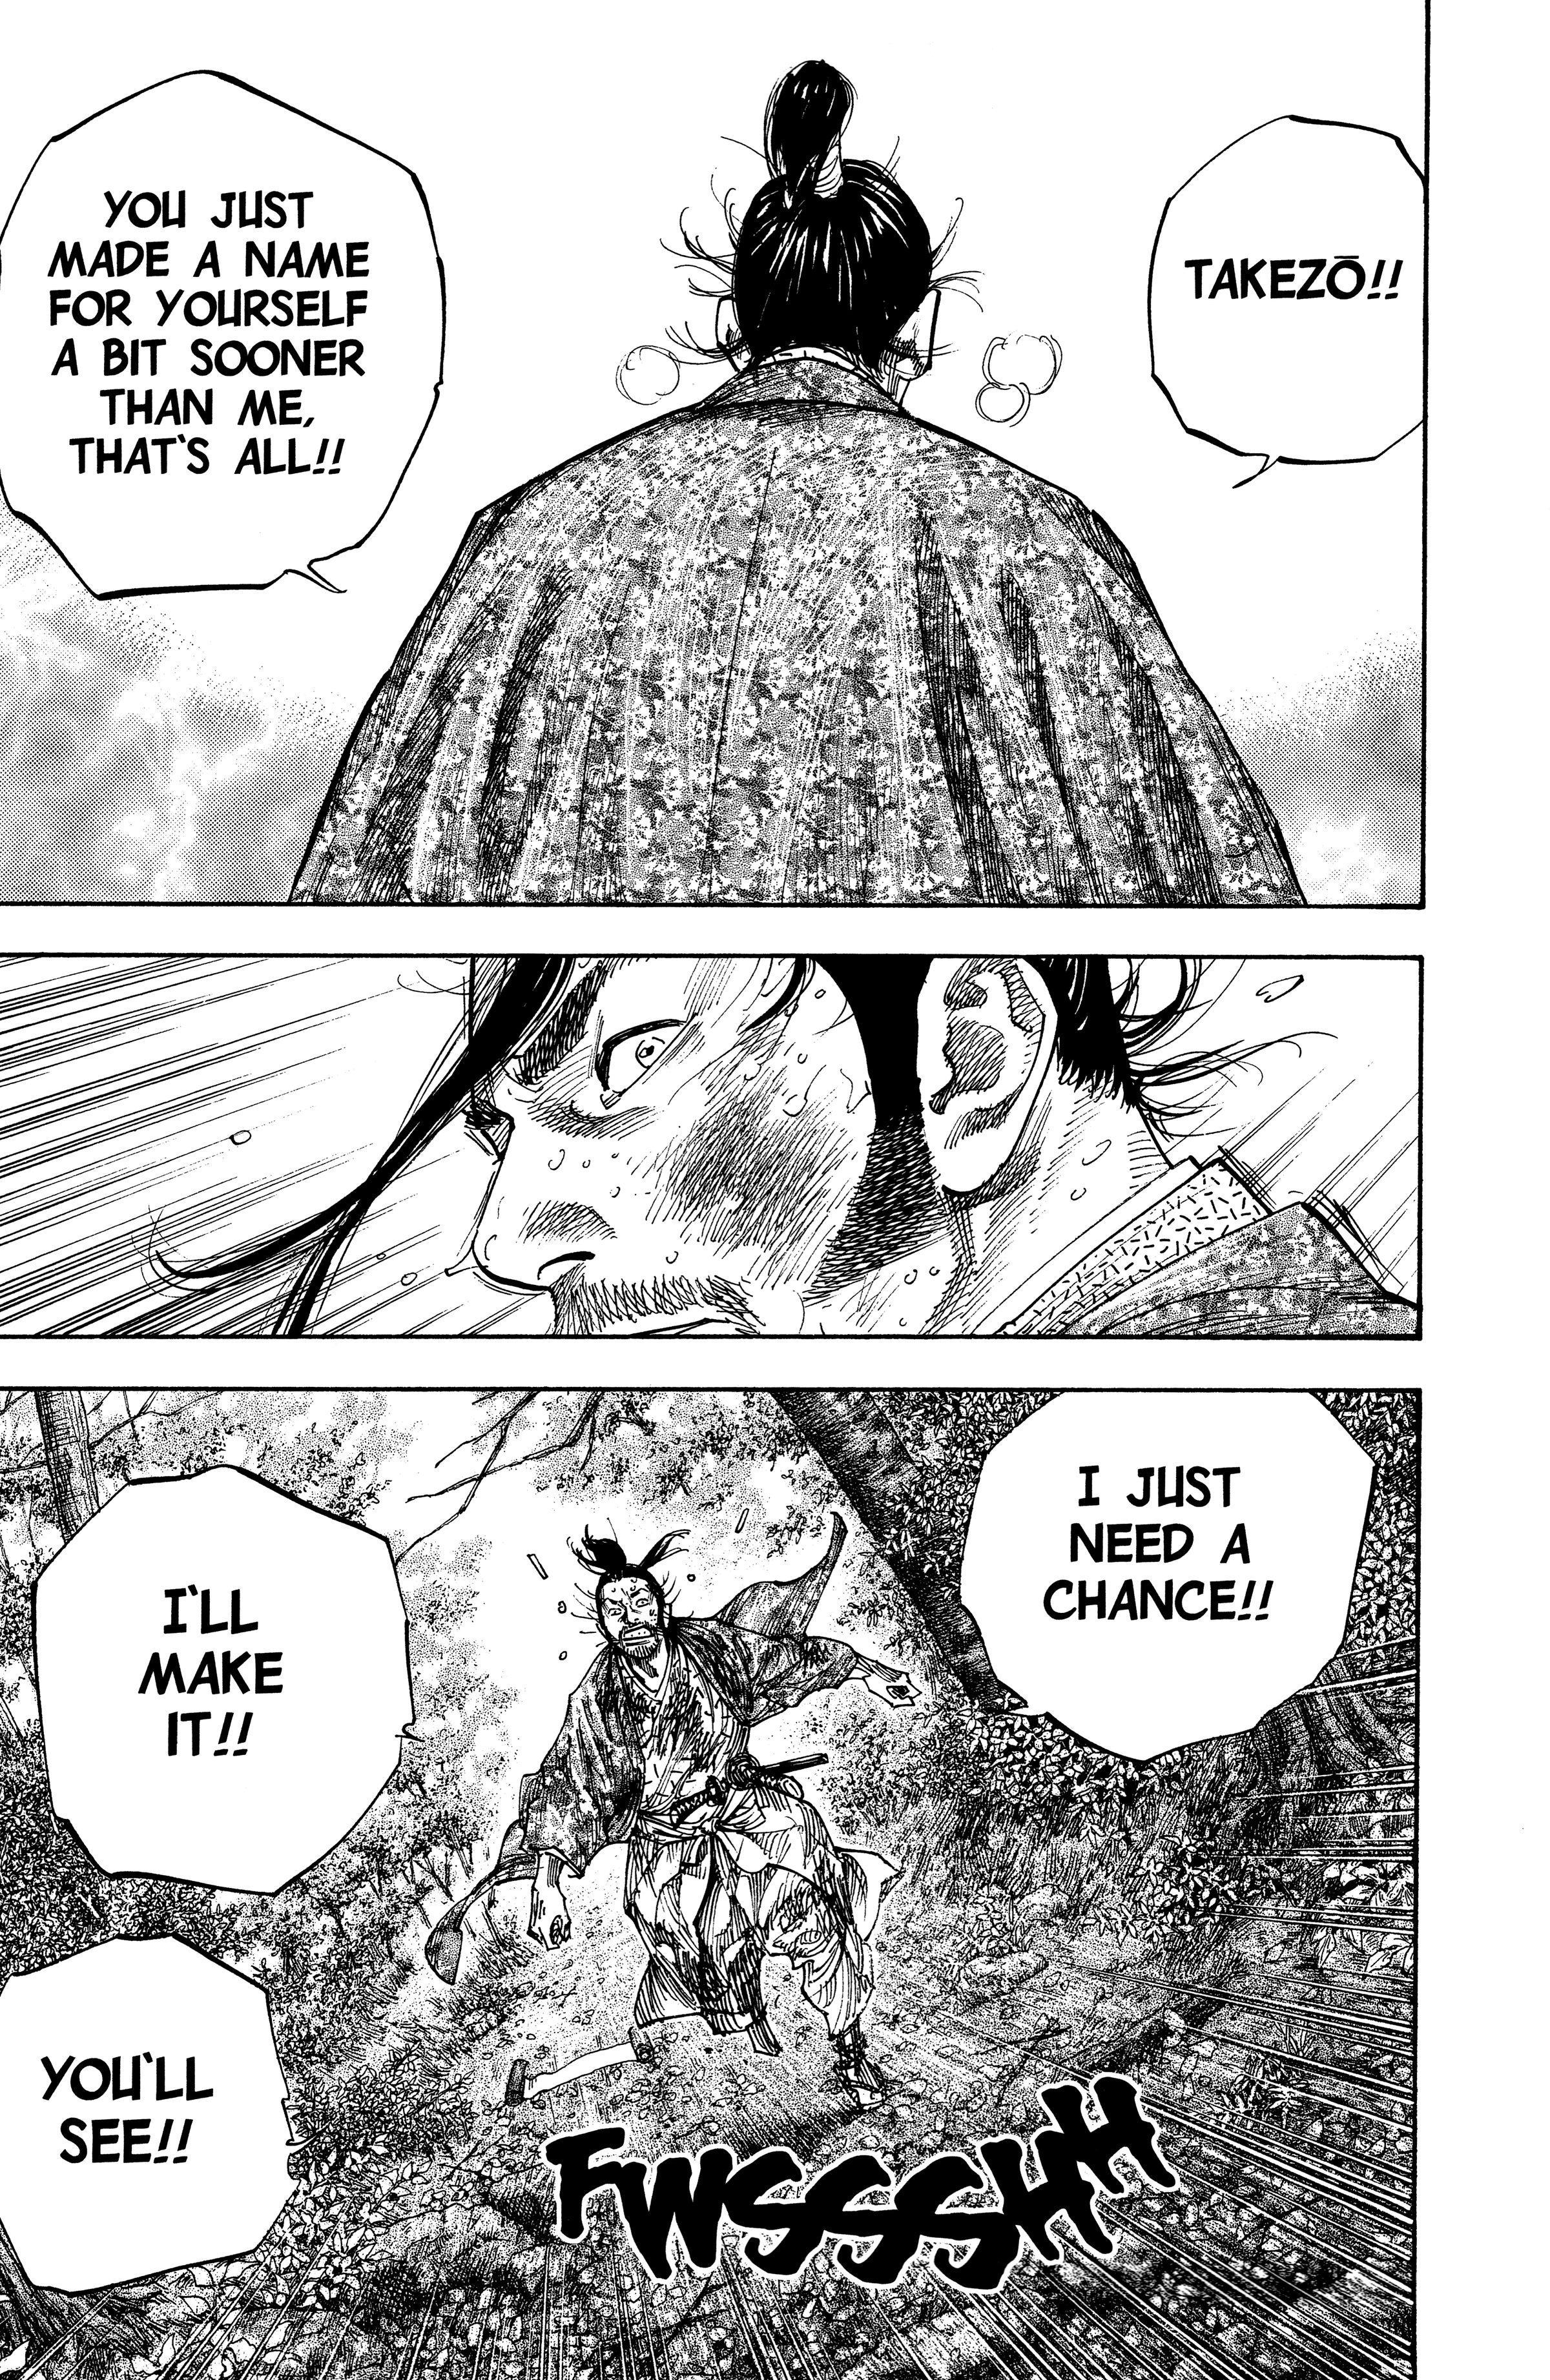 TAKEZŌ!!
YOU JUST
MADE A NAME
FOR YOURSELF
A BIT SOONER
THAN ME,
THAT'S ALL!!
I JUST
NEED A
CHANCE!!
I'LL
MAKE
IT!!
YOU'LL
SEE!!
FWSSSHH